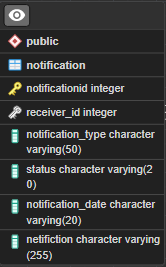 public
notification
notificationid integer
receiver_id integer
notification_type character
varying(50)
status character varying(2
0)
notification_date character
varying(20)
netifiction character varying
(255)